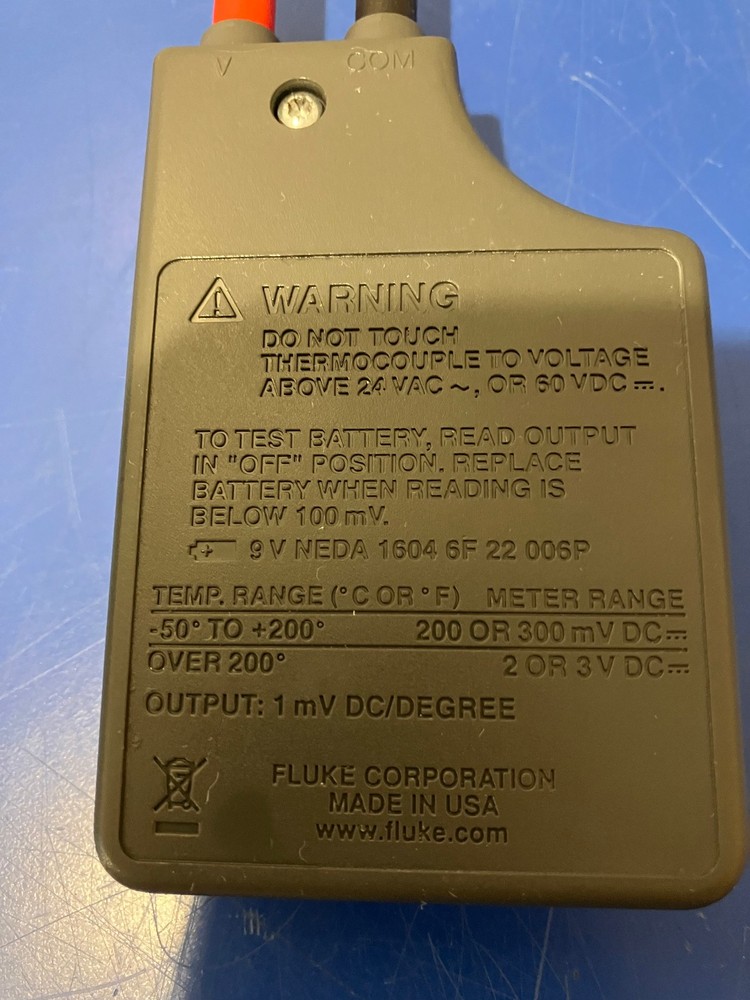 V COM
WARNING
DO NOT TOUCH
THERMOCOUPLE TO VOLTAGE
ABOVE 24 VAC ~, OR 60 VDC ⎓.
TO TEST BATTERY, READ OUTPUT
IN "OFF" POSITION. REPLACE
BATTERY WHEN READING IS
BELOW 100 mV.
9 V NEDA 1604 6F 22 006P
TEMP. RANGE (°C OR °F) METER RANGE
-50° TO +200° 200 OR 300 mV DC⎓
OVER 200° 2 OR 3 V DC⎓
OUTPUT: 1 mV DC/DEGREE
FLUKE CORPORATION
MADE IN USA
www.fluke.com